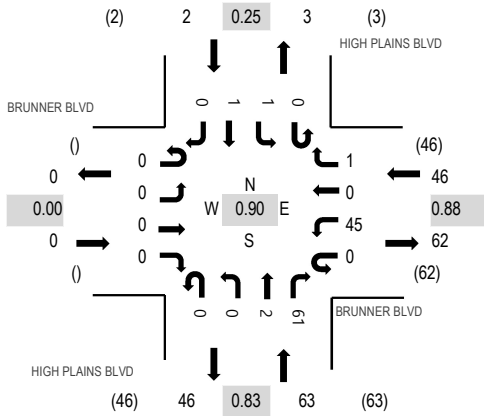 (2) 2 0.25 3 (3)
HIGH PLAINS BLVD
BRUNNER BLVD
0 1 1 0
() 0 1 (46)
0 46
0 N 0
0.00 W 0.90 E 0.88
0 S 45
0 62
0 0
() (62)
0 0 2 61
BRUNNER BLVD
HIGH PLAINS BLVD
(46) 46 0.83 63 (63)